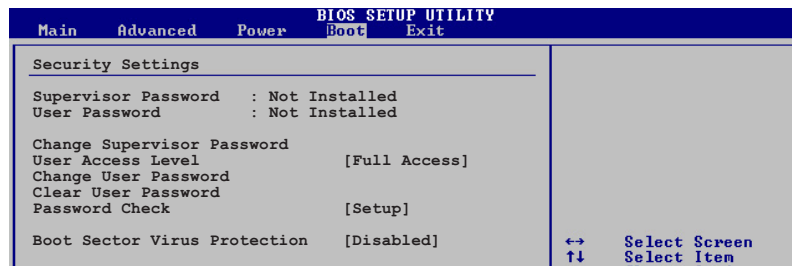 BIOS SETUP UTILITY
Main Advanced Power Boot Exit
Security Settings
Supervisor Password : Not Installed
User Password : Not Installed
Change Supervisor Password
User Access Level [Full Access]
Change User Password
Clear User Password
Password Check [Setup]
Boot Sector Virus Protection [Disabled]
↔ Select Screen
↑↓ Select Item